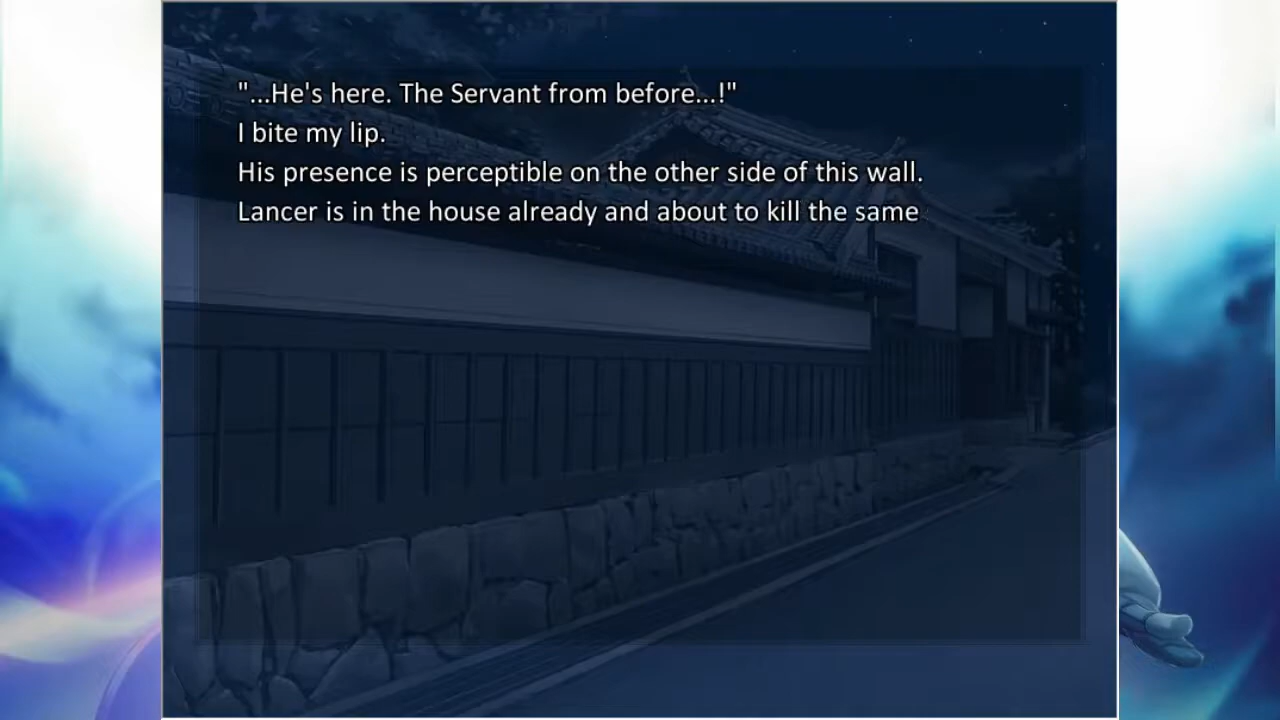 "...He's here. The Servant from before...!"
I bite my lip.
His presence is perceptible on the other side of this wall.
Lancer is in the house already and about to kill the same